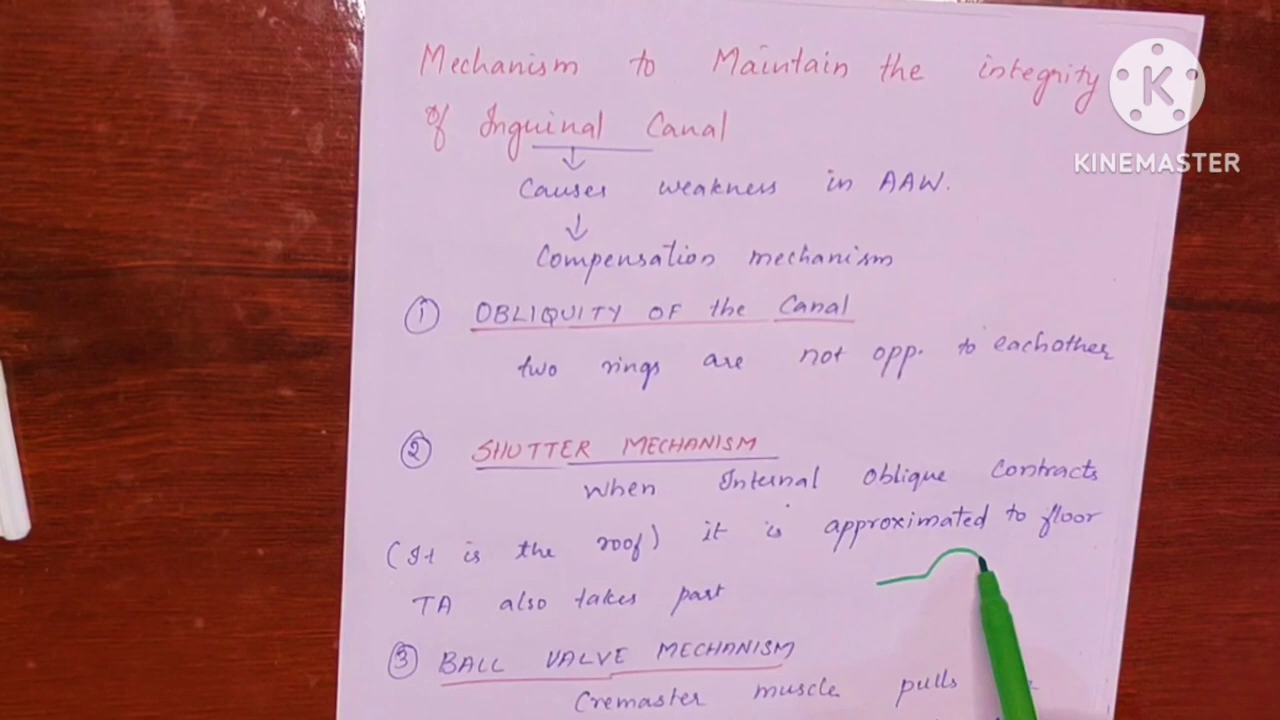 Mechanism to Maintain the integrity
of Inguinal Canal
Causes weakness in AAW.
Compensation mechanism
① OBLIQUITY OF the Canal
two rings are not opp. to eachother
② SHUTTER MECHANISM
When Internal Oblique Contracts
(It is the roof) it is approximated to floor
TA also takes part
③ BALL VALVE MECHANISM
Cremaster muscle pulls
K
KINEMASTER